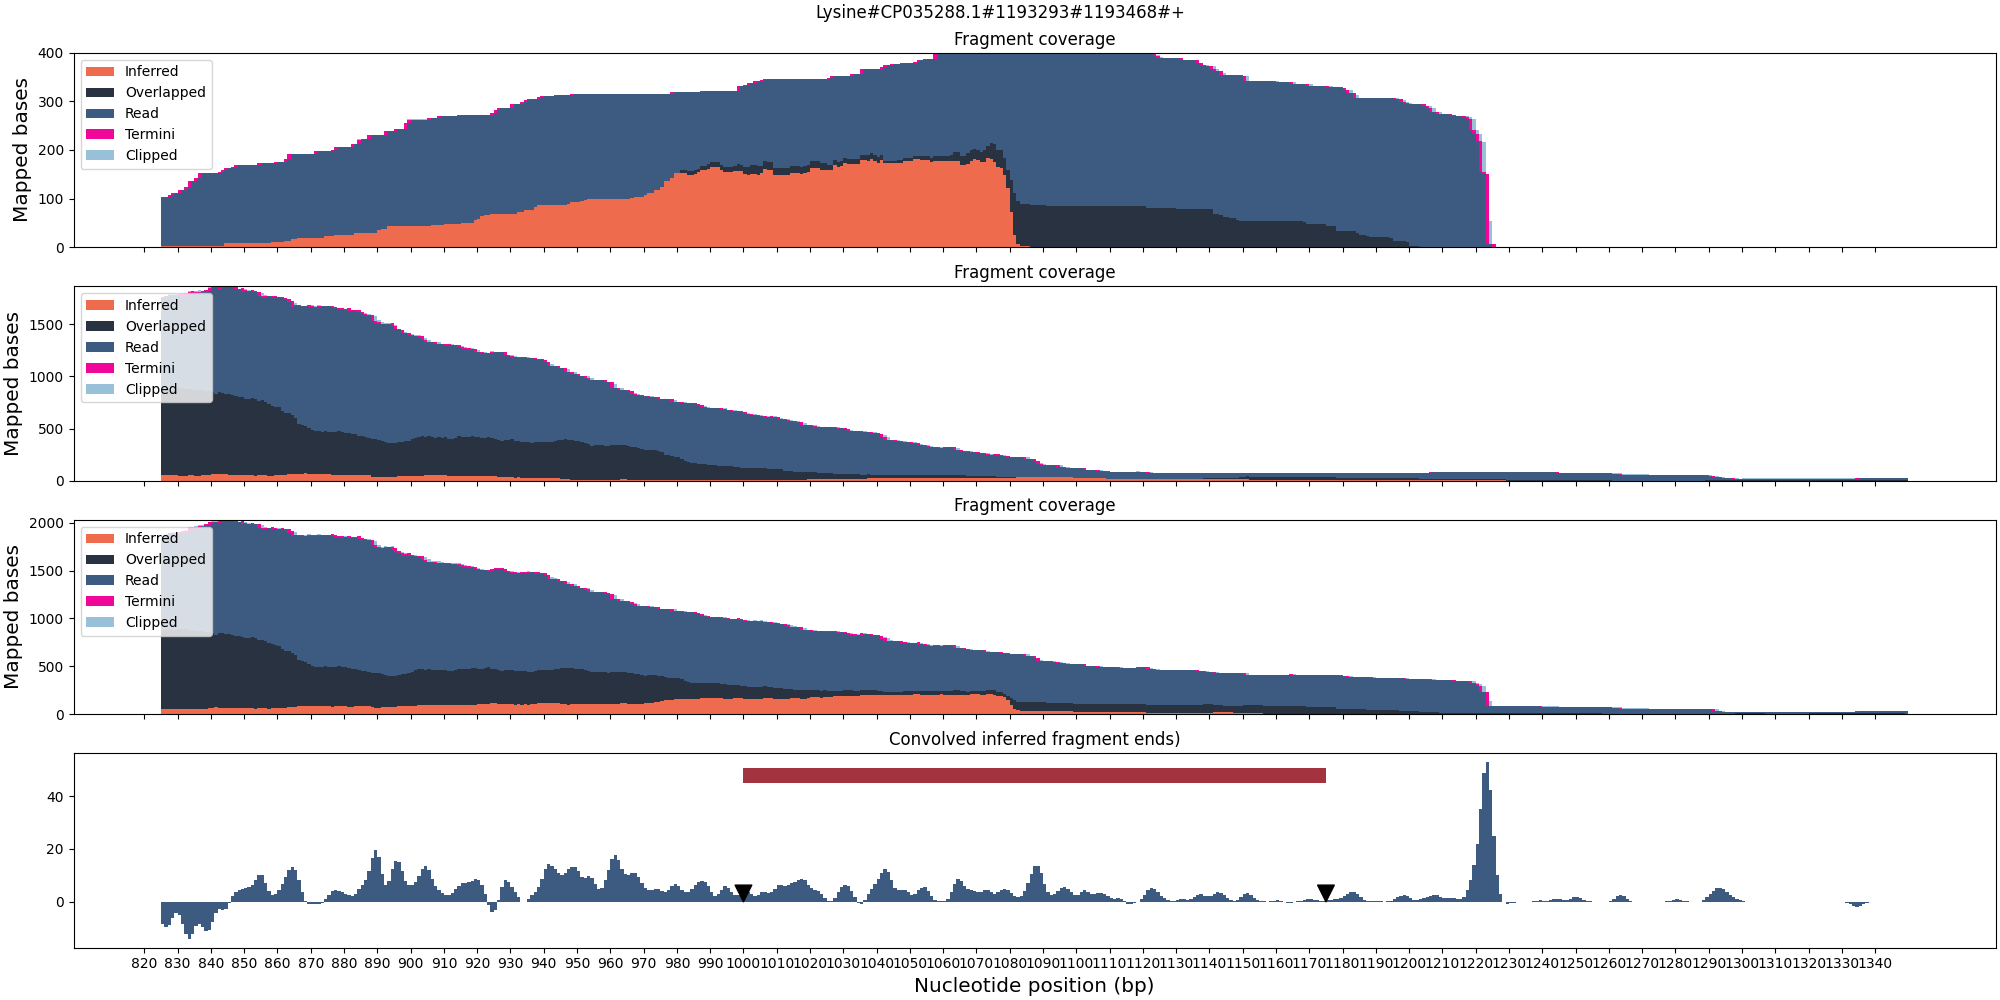 Lysine#CP035288.1#1193293#1193468#+
Fragment coverage
400
300
200
100
0
Mapped bases
Inferred
Overlapped
Read
Termini
Clipped
Fragment coverage
1500
1000
500
0
Mapped bases
Inferred
Overlapped
Read
Termini
Clipped
Fragment coverage
2000
1500
1000
500
0
Mapped bases
Inferred
Overlapped
Read
Termini
Clipped
Convolved inferred fragment ends)
40
20
0
820 830 840 850 860 870 880 890 900 910 920 930 940 950 960 970 980 990 1000 1010 1020 1030 1040 1050 1060 1070 1080 1090 1100 1110 1120 1130 1140 1150 1160 1170 1180 1190 1200 1210 1220 1230 1240 1250 1260 1270 1280 1290 1300 1310 1320 1330 1340
Nucleotide position (bp)